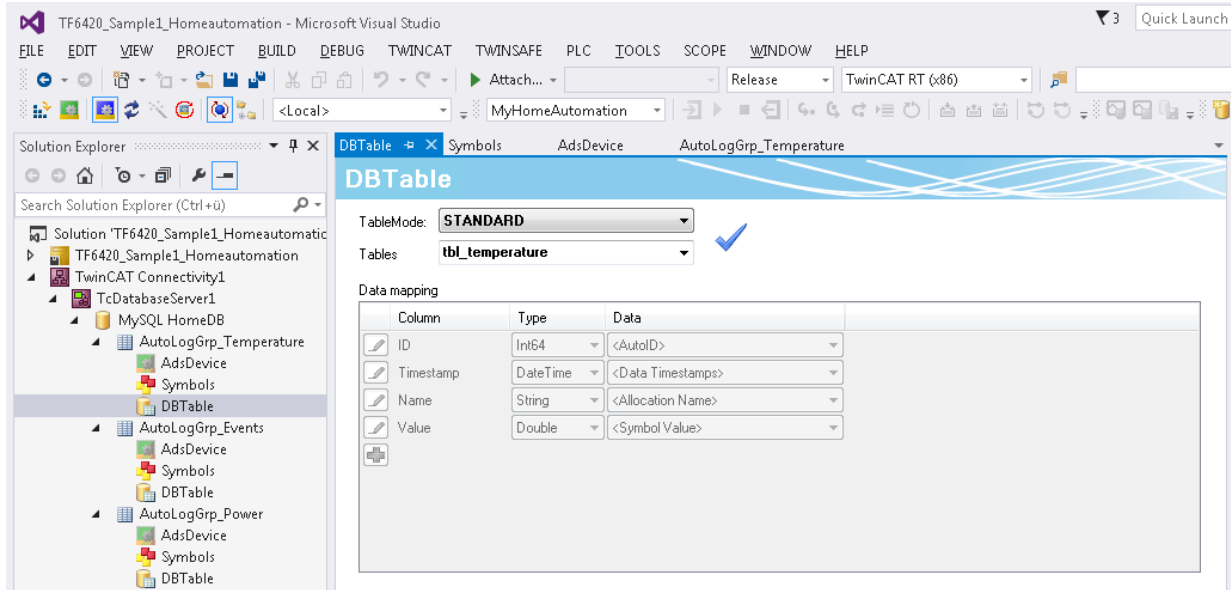 TF6420_Sample1_Homeautomation - Microsoft Visual Studio
3 Quick Launch
FILE EDIT VIEW PROJECT BUILD DEBUG TWINCAT TWINSAFE PLC TOOLS SCOPE WINDOW HELP
Attach... Release TwinCAT RT (x86)
<Local> MyHomeAutomation
Solution Explorer
DBTable Symbols AdsDevice AutoLogGrp_Temperature
DBTable
Search Solution Explorer (Ctrl+ü)
TableMode: STANDARD
Solution 'TF6420_Sample1_Homeautomatic
TF6420_Sample1_Homeautomation
Tables tbl_temperature
TwinCAT Connectivity1
TcDatabaseServer1
Data mapping
MySQL HomeDB
Column Type Data
AutoLogGrp_Temperature
ID Int64 <AutoID>
AdsDevice
Timestamp DateTime <Data Timestamps>
Symbols
Name String <Allocation Name>
DBTable
Value Double <Symbol Value>
AutoLogGrp_Events
AdsDevice
Symbols
DBTable
AutoLogGrp_Power
AdsDevice
Symbols
DBTable